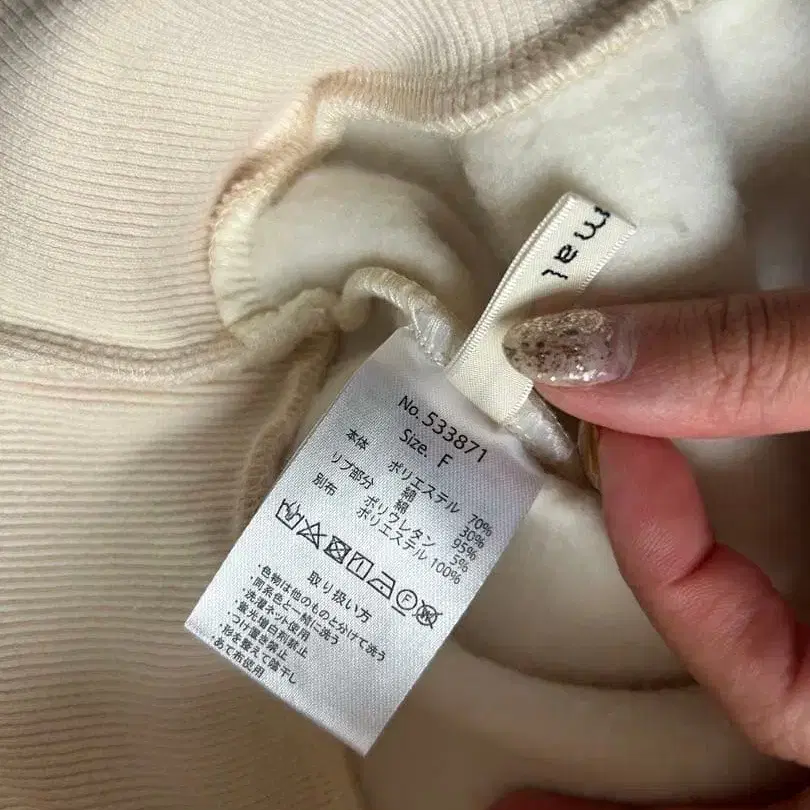 mal
No. 533871
Size. F
本体 ポリエステル 70%
綿 30%
リブ部分 綿 95%
ポリウレタン 5%
別布 ポリエステル 100%
取り扱い方
・色物は他のものと分けて洗う
・同系色と一緒に洗う
・洗濯ネット使用
・蛍光増白剤禁止
・つけ置き禁止
・形を整えて陰干し
・あて布使用